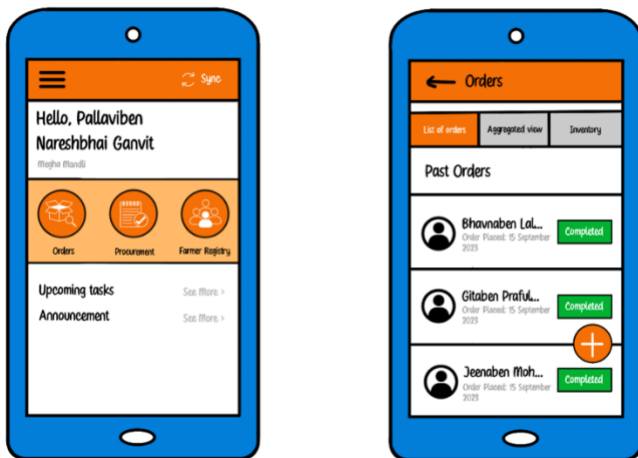 Sync
Hello, Pallaviben
Nareshbhai Ganvit
Megha Mandli
Orders
Procurement
Farmer Registry
Upcoming tasks
See More >
Announcement
See More >
Orders
List of orders
Aggregated view
Inventory
Past Orders
Bhavnaben Lal...
Order Placed: 15 September
2023
Completed
Gitaben Praful...
Order Placed: 15 September
2023
Completed
Jeenaben Moh...
Order Placed: 15 September
2023
Completed